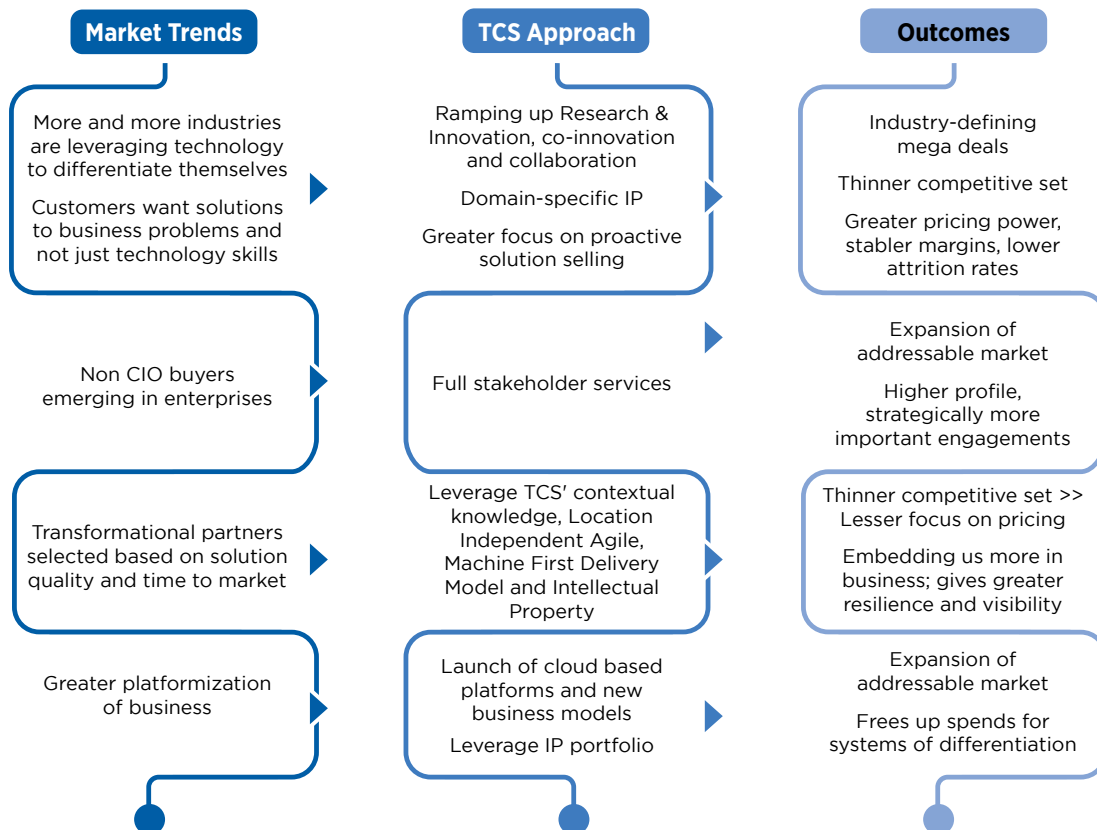 Market Trends
TCS Approach
Outcomes
More and more industries
are leveraging technology
to differentiate themselves
Customers want solutions
to business problems and
not just technology skills
Ramping up Research &
Innovation, co-innovation
and collaboration
Domain-specific IP
Greater focus on proactive
solution selling
Industry-defining
mega deals
Thinner competitive set
Greater pricing power,
stabler margins, lower
attrition rates
Non CIO buyers
emerging in enterprises
Full stakeholder services
Expansion of
addressable market
Higher profile,
strategically more
important engagements
Transformational partners
selected based on solution
quality and time to market
Leverage TCS' contextual
knowledge, Location
Independent Agile,
Machine First Delivery
Model and Intellectual
Property
Thinner competitive set >>
Lesser focus on pricing
Embedding us more in
business; gives greater
resilience and visibility
Greater platformization
of business
Launch of cloud based
platforms and new
business models
Leverage IP portfolio
Expansion of
addressable market
Frees up spends for
systems of differentiation